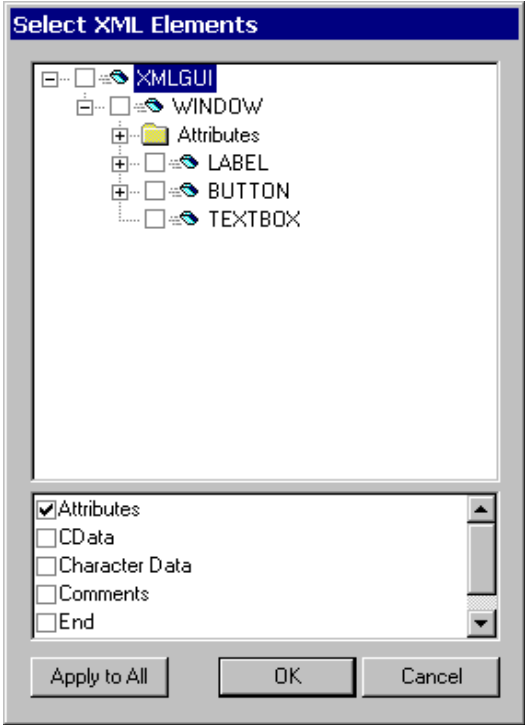 Select XML Elements
XMLGUI
WINDOW
Attributes
LABEL
BUTTON
TEXTBOX
Attributes
CData
Character Data
Comments
End
Apply to All
OK
Cancel